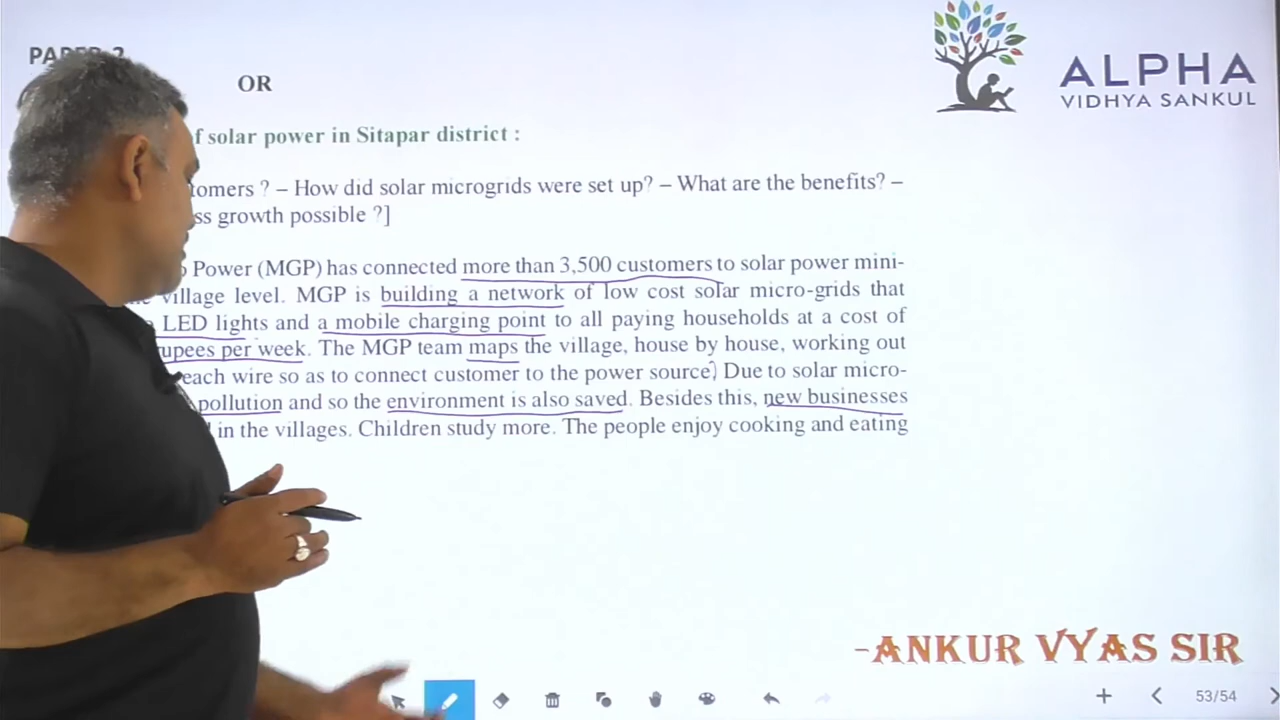 PAPER-2
ALPHA
VIDHYA SANKUL
OR
of solar power in Sitapar district :
tomers ? – How did solar microgrids were set up? – What are the benefits? –
ss growth possible ?]
Power (MGP) has connected more than 3,500 customers to solar power mini-
village level. MGP is building a network of low cost solar micro-grids that
LED lights and a mobile charging point to all paying households at a cost of
upees per week. The MGP team maps the village, house by house, working out
each wire so as to connect customer to the power source. Due to solar micro-
pollution and so the environment is also saved. Besides this, new businesses
in the villages. Children study more. The people enjoy cooking and eating
-ANKUR VYAS SIR
53/54